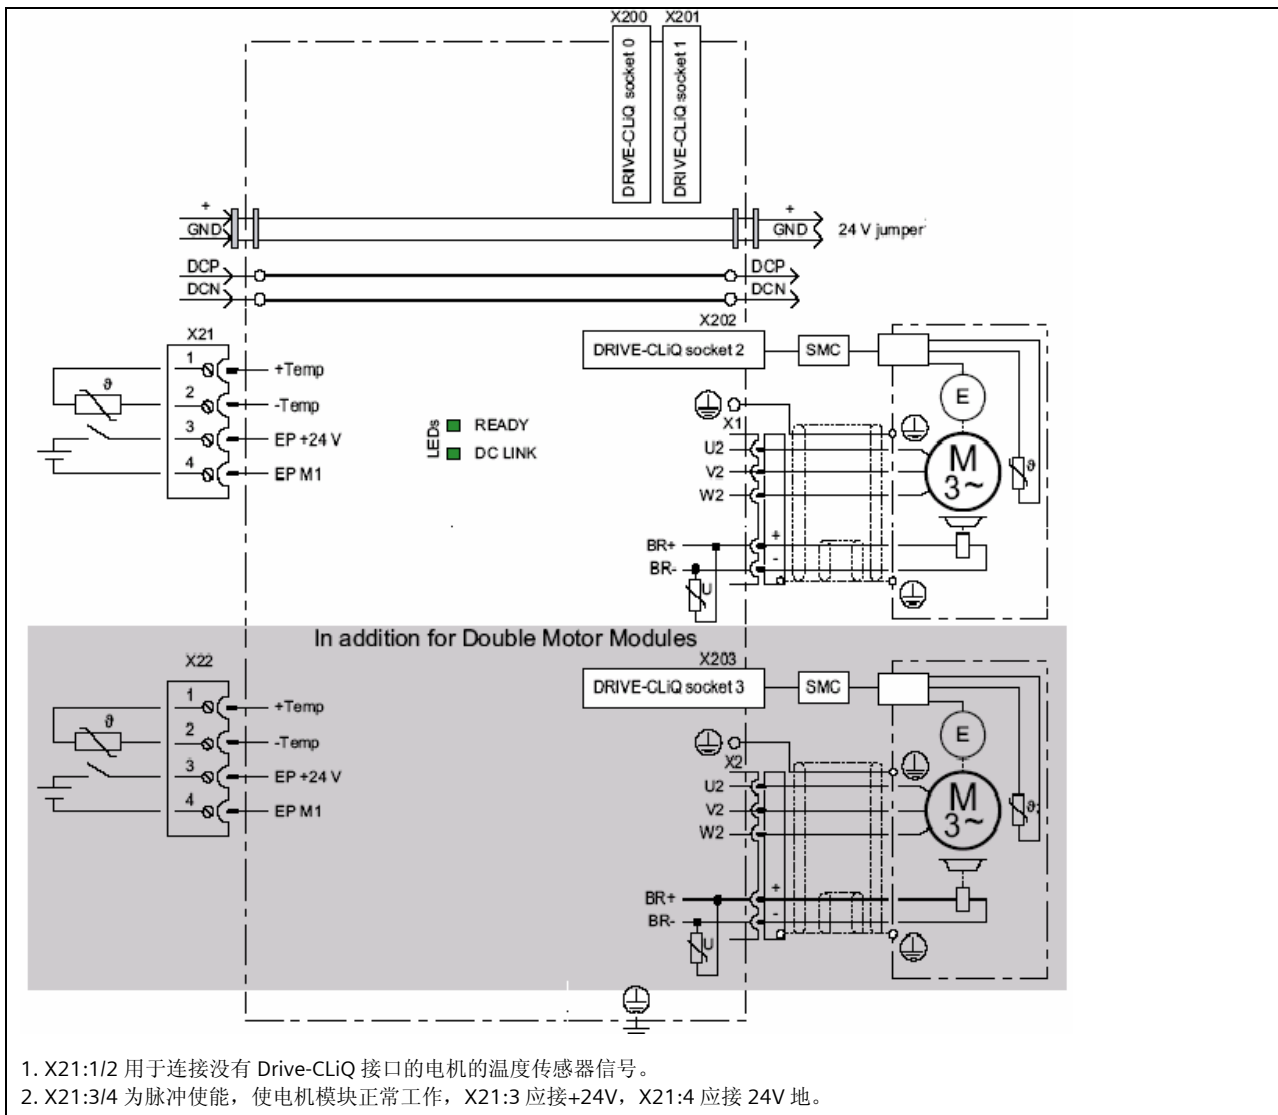 X200 X201
DRIVE-CLiQ socket 0
DRIVE-CLiQ socket 1
+ +
GND GND 24 V jumper
DCP DCP
DCN DCN
X21 X202
DRIVE-CLiQ socket 2 SMC
1 +Temp
ϑ
2 -Temp
3 EP +24 V
4 EP M1
LEDs
READY
DC LINK
E
X1
U2
V2
W2
M
3~
ϑ
BR+ +
BR- -
U
In addition for Double Motor Modules
X22 X203
DRIVE-CLiQ socket 3 SMC
1 +Temp
ϑ
2 -Temp
3 EP +24 V
4 EP M1
E
X2
U2
V2
W2
M
3~
ϑ
BR+ +
BR- -
U
1. X21:1/2 用于连接没有 Drive-CLiQ 接口的电机的温度传感器信号。
2. X21:3/4 为脉冲使能，使电机模块正常工作，X21:3 应接+24V，X21:4 应接 24V 地。